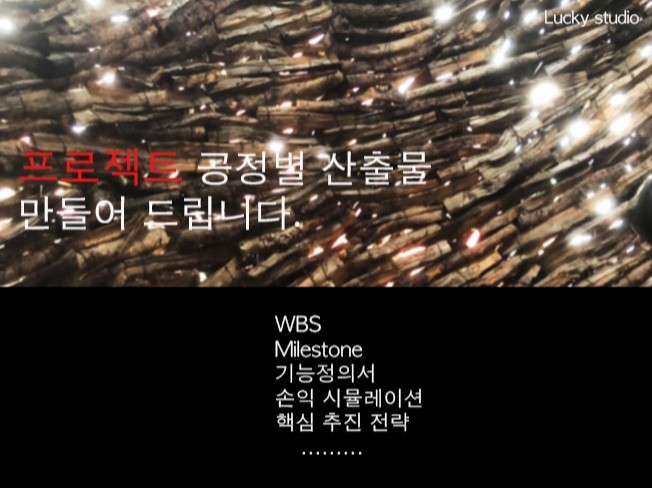 Lucky studio
프로젝트 공정별 산출물
만들어 드립니다.
WBS
Milestone
기능정의서
손익 시뮬레이션
핵심 추진 전략
.........